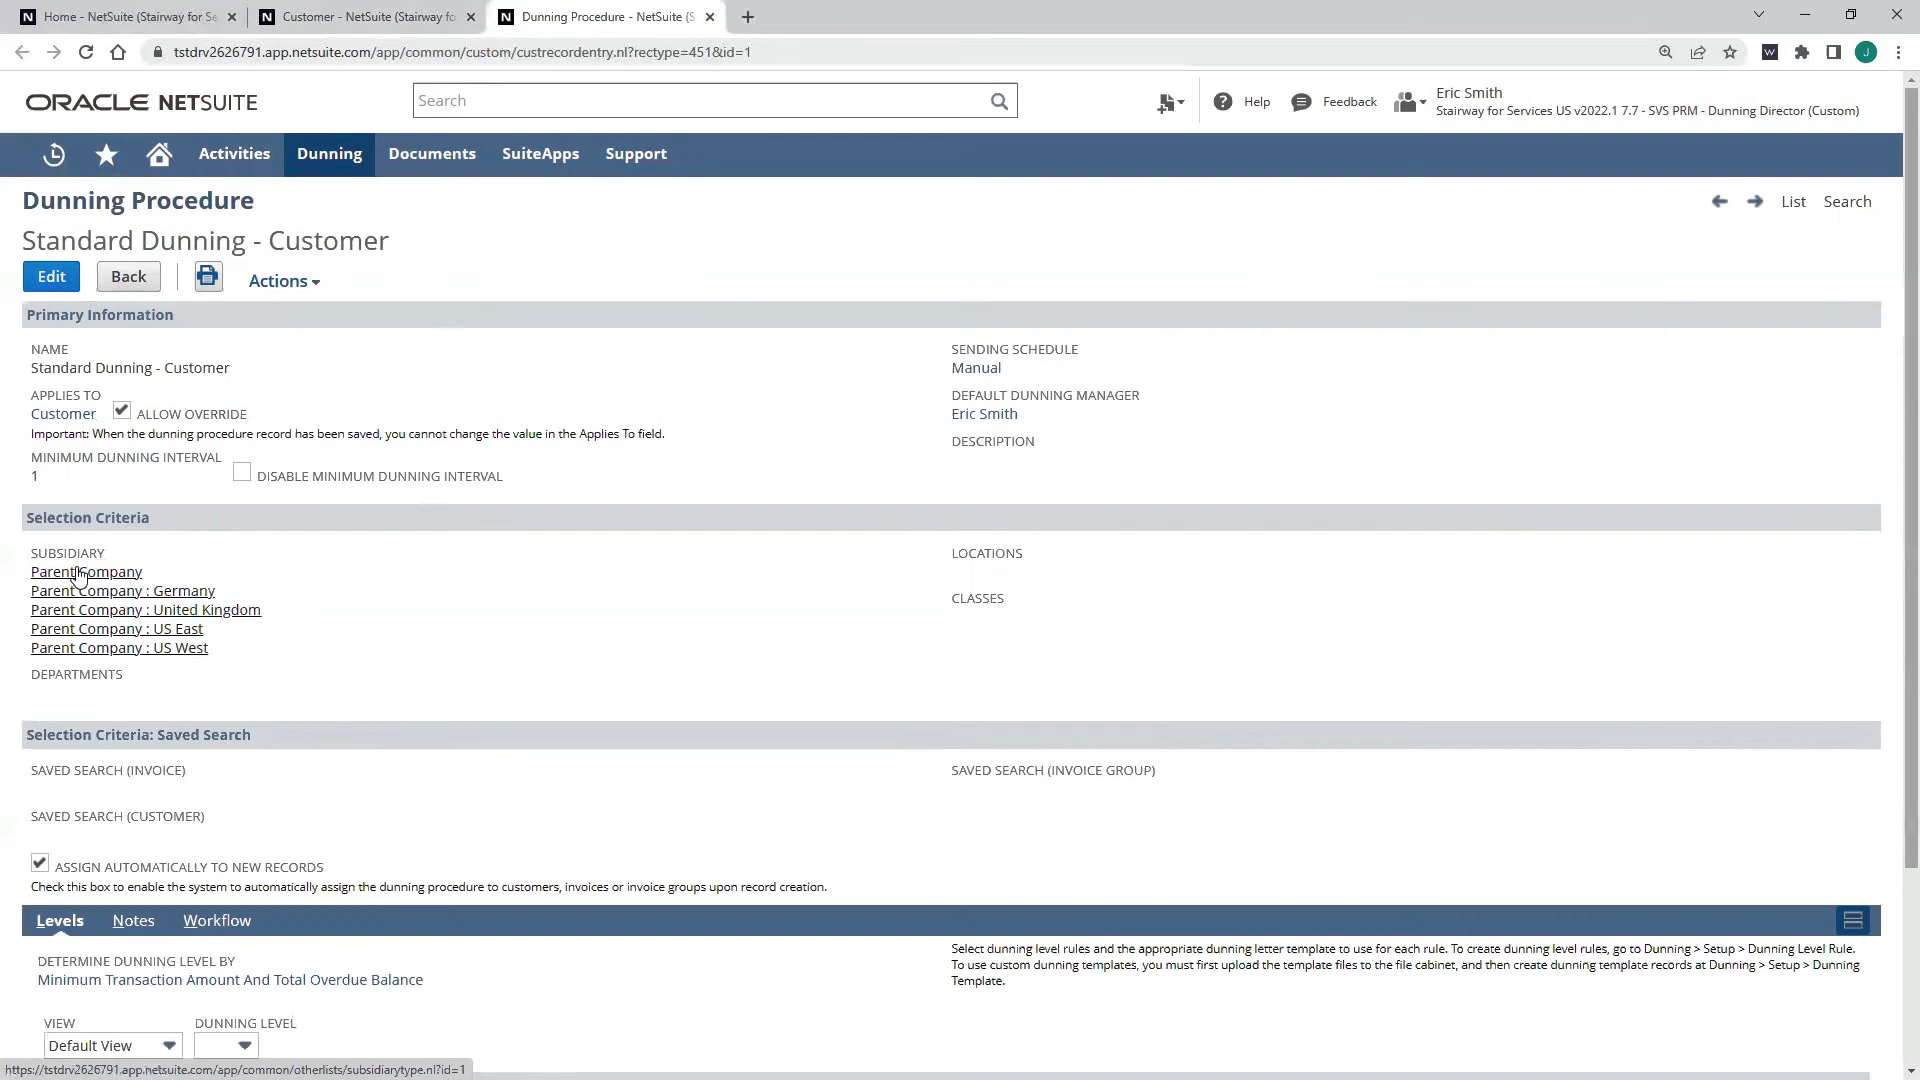 Home - NetSuite (Stairway for Se
Customer - NetSuite (Stairway fo
Dunning Procedure - NetSuite (S
tstdrv2626791.app.netsuite.com/app/common/custom/custrecordentry.nl?rectype=451&id=1
J
ORACLE NETSUITE
Search
Help
Feedback
Eric Smith
Stairway for Services US v2022.1 7.7 - SVS PRM - Dunning Director (Custom)
Activities
Dunning
Documents
SuiteApps
Support
Dunning Procedure
List
Search
Standard Dunning - Customer
Edit
Back
Actions
Primary Information
NAME
Standard Dunning - Customer
APPLIES TO
Customer
ALLOW OVERRIDE
Important: When the dunning procedure record has been saved, you cannot change the value in the Applies To field.
MINIMUM DUNNING INTERVAL
1
DISABLE MINIMUM DUNNING INTERVAL
SENDING SCHEDULE
Manual
DEFAULT DUNNING MANAGER
Eric Smith
DESCRIPTION
Selection Criteria
SUBSIDIARY
Parent Company
Parent Company : Germany
Parent Company : United Kingdom
Parent Company : US East
Parent Company : US West
DEPARTMENTS
LOCATIONS
CLASSES
Selection Criteria: Saved Search
SAVED SEARCH (INVOICE)
SAVED SEARCH (INVOICE GROUP)
SAVED SEARCH (CUSTOMER)
ASSIGN AUTOMATICALLY TO NEW RECORDS
Check this box to enable the system to automatically assign the dunning procedure to customers, invoices or invoice groups upon record creation.
Levels
Notes
Workflow
DETERMINE DUNNING LEVEL BY
Minimum Transaction Amount And Total Overdue Balance
Select dunning level rules and the appropriate dunning letter template to use for each rule. To create dunning level rules, go to Dunning > Setup > Dunning Level Rule.
To use custom dunning templates, you must first upload the template files to the file cabinet, and then create dunning template records at Dunning > Setup > Dunning
Template.
VIEW
Default View
DUNNING LEVEL
https://tstdrv2626791.app.netsuite.com/app/common/otherlists/subsidiarytype.nl?id=1